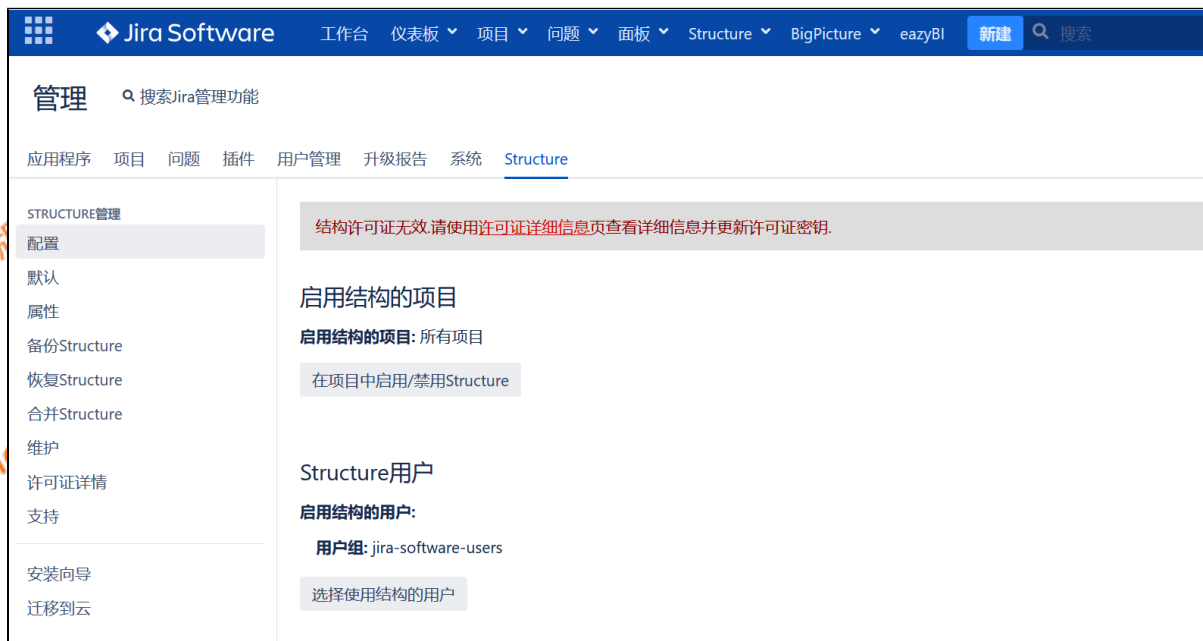 Jira Software 工作台 仪表板 项目 问题 面板 Structure BigPicture eazyBI 新建 搜索
管理 搜索Jira管理功能
应用程序 项目 问题 插件 用户管理 升级报告 系统 Structure
STRUCTURE管理
配置
默认
属性
备份Structure
恢复Structure
合并Structure
维护
许可证详情
支持
安装向导
迁移到云
结构许可证无效.请使用许可证详细信息页查看详细信息并更新许可证密钥.
启用结构的项目
启用结构的项目: 所有项目
在项目中启用/禁用Structure
Structure用户
启用结构的用户:
用户组: jira-software-users
选择使用结构的用户